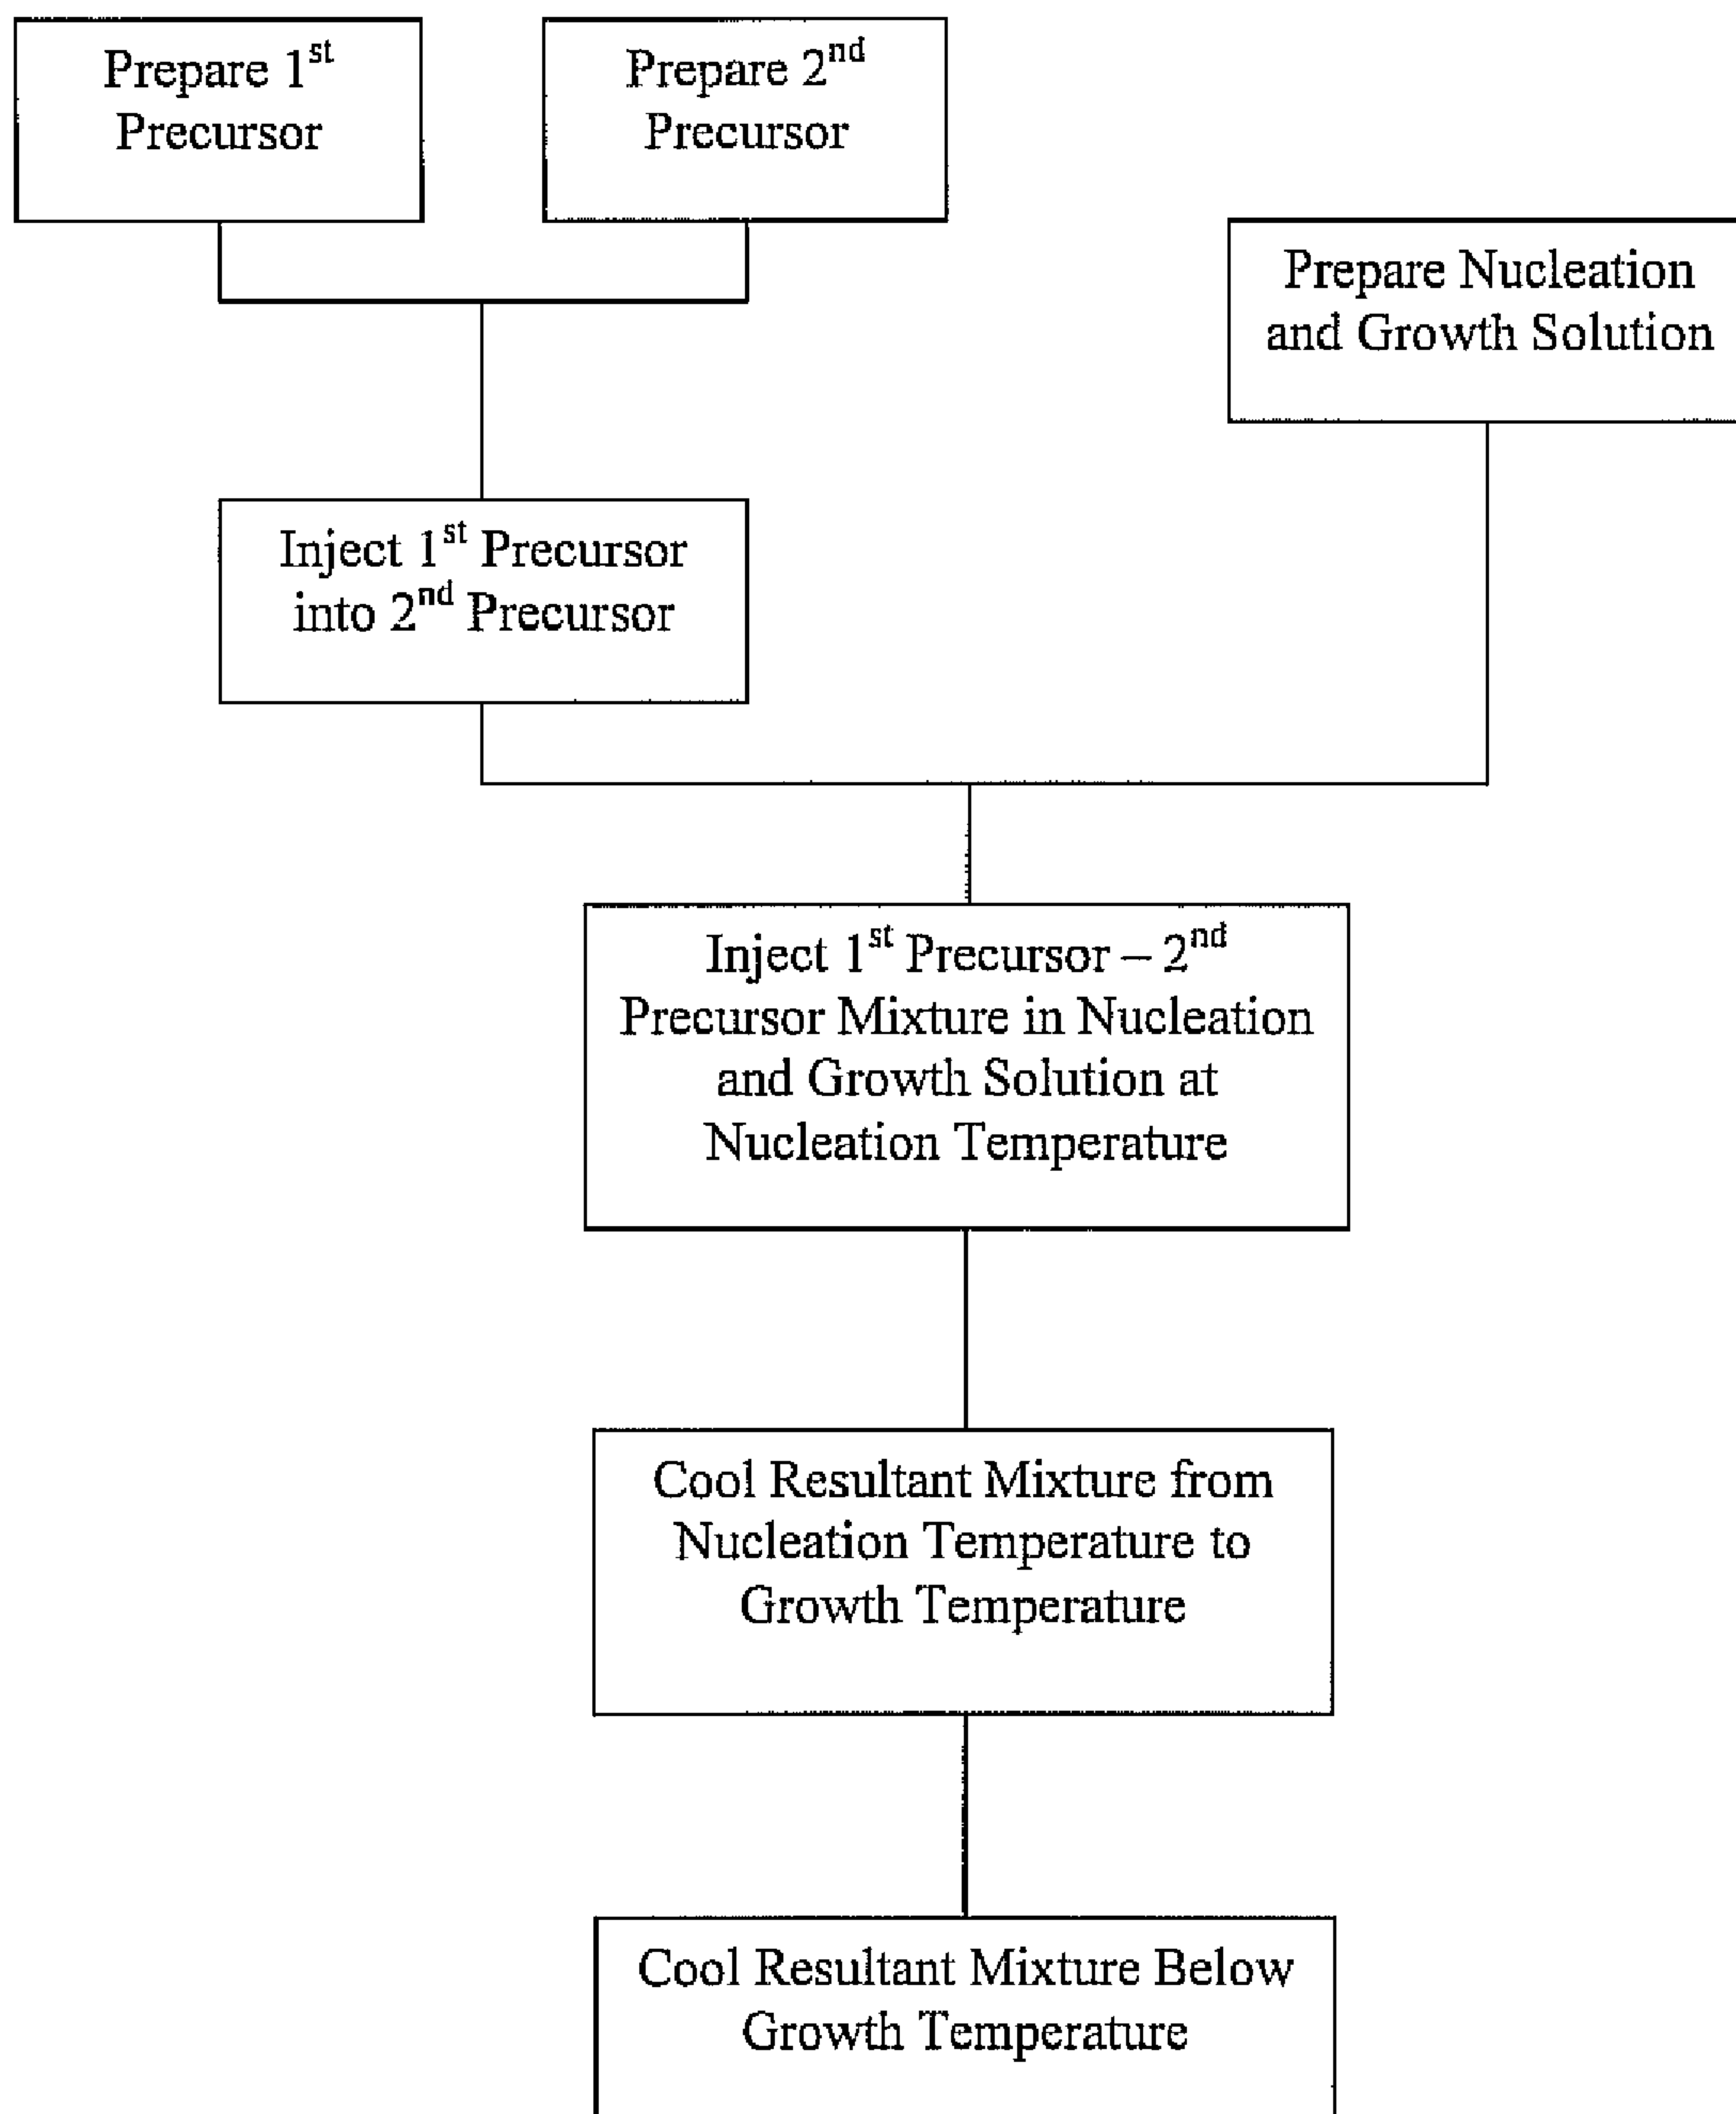 Prepare 1st
Precursor
Prepare 2nd
Precursor
Prepare Nucleation
and Growth Solution
Inject 1st Precursor
into 2nd Precursor
Inject 1st Precursor – 2nd
Precursor Mixture in Nucleation
and Growth Solution at
Nucleation Temperature
Cool Resultant Mixture from
Nucleation Temperature to
Growth Temperature
Cool Resultant Mixture Below
Growth Temperature